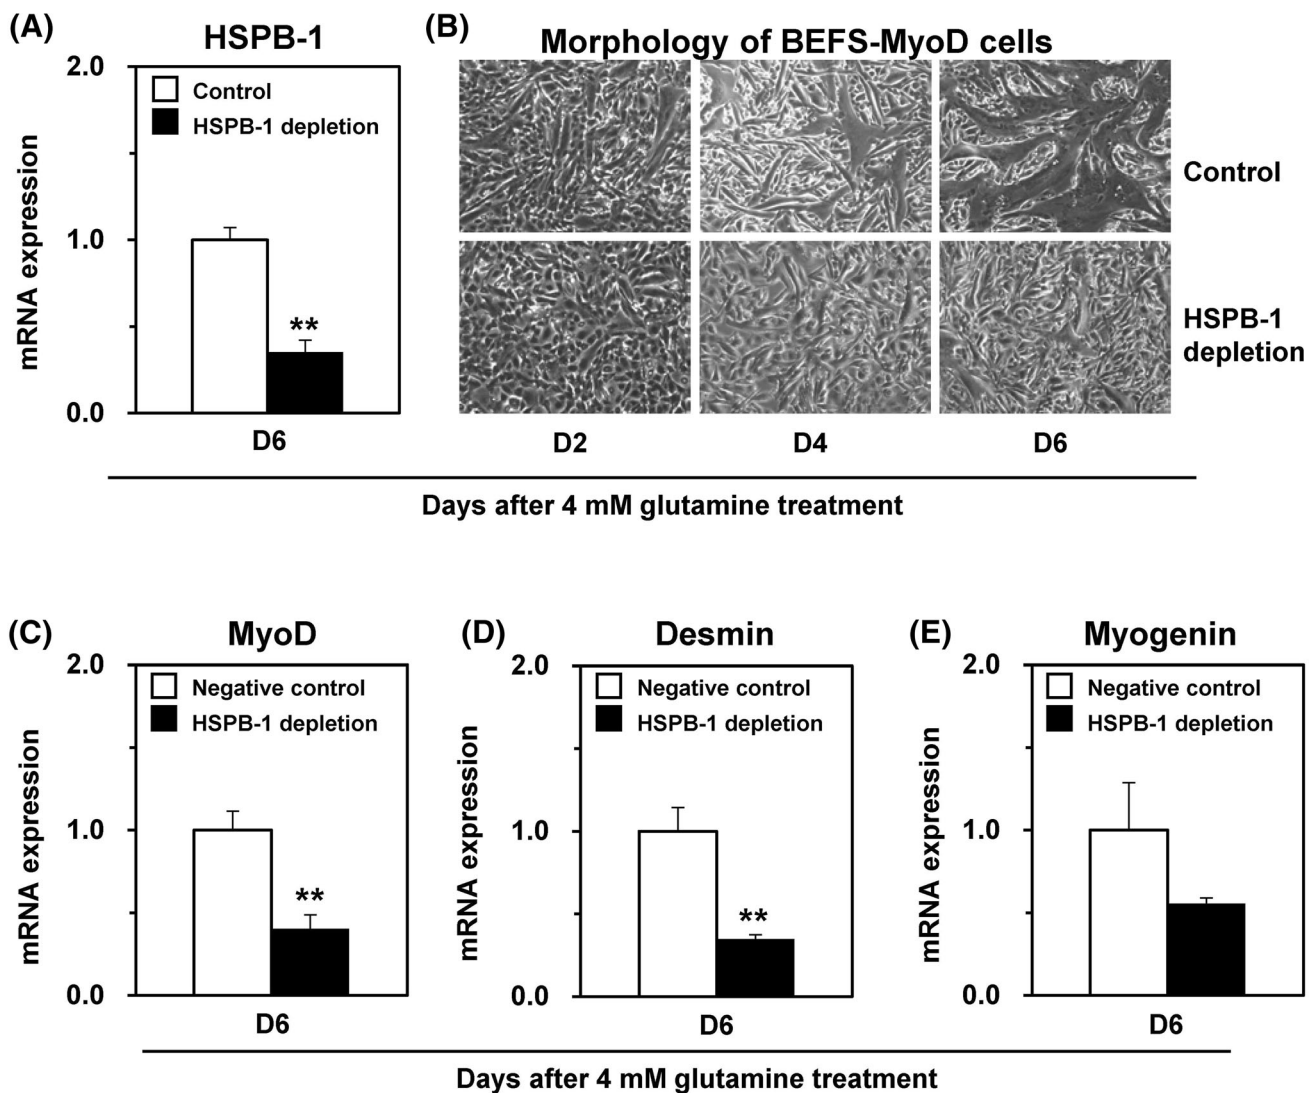 (A)
HSPB-1
2.0
1.0
0.0
mRNA expression
Control
HSPB-1 depletion
**
D6
(B)
Morphology of BEFS-MyoD cells
Control
HSPB-1
depletion
D2
D4
D6
Days after 4 mM glutamine treatment
(C)
MyoD
2.0
1.0
0.0
mRNA expression
Negative control
HSPB-1 depletion
**
D6
(D)
Desmin
2.0
1.0
0.0
mRNA expression
Negative control
HSPB-1 depletion
**
D6
(E)
Myogenin
2.0
1.0
0.0
mRNA expression
Negative control
HSPB-1 depletion
D6
Days after 4 mM glutamine treatment